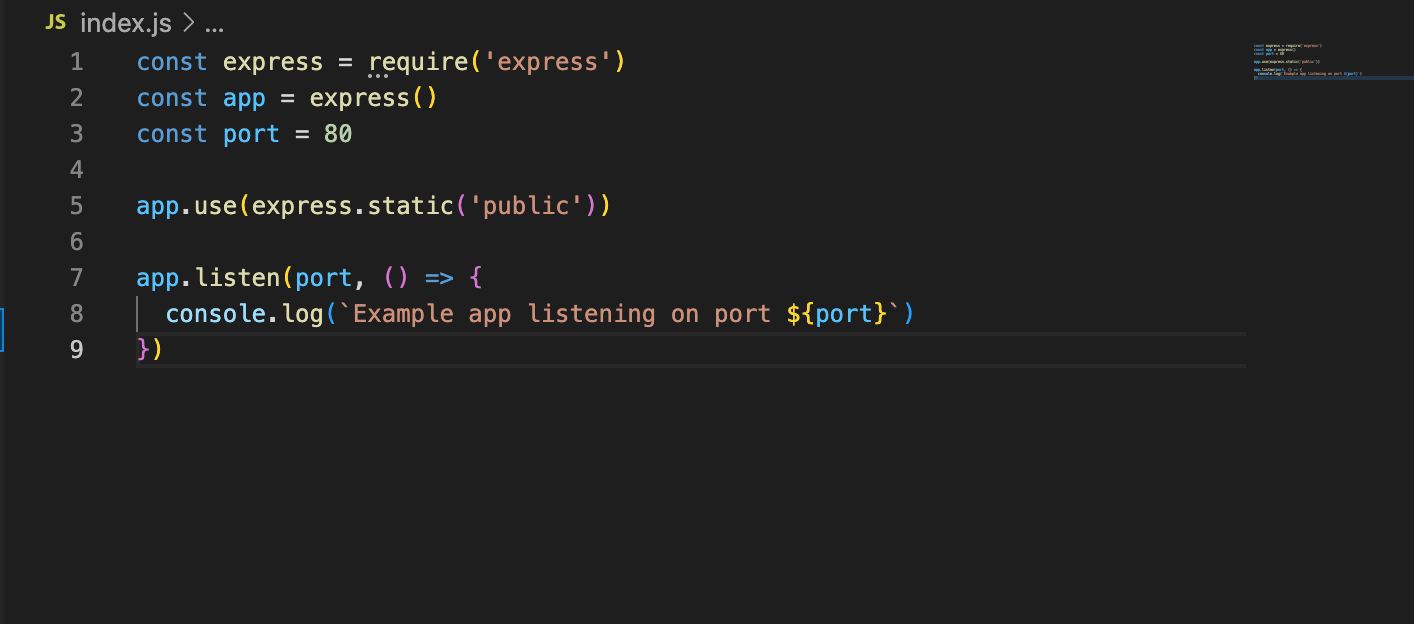 JS index.js > ...
1 const express = require('express')
2 const app = express()
3 const port = 80
4
5 app.use(express.static('public'))
6
7 app.listen(port, () => {
8   console.log(`Example app listening on port ${port}`)
9 })